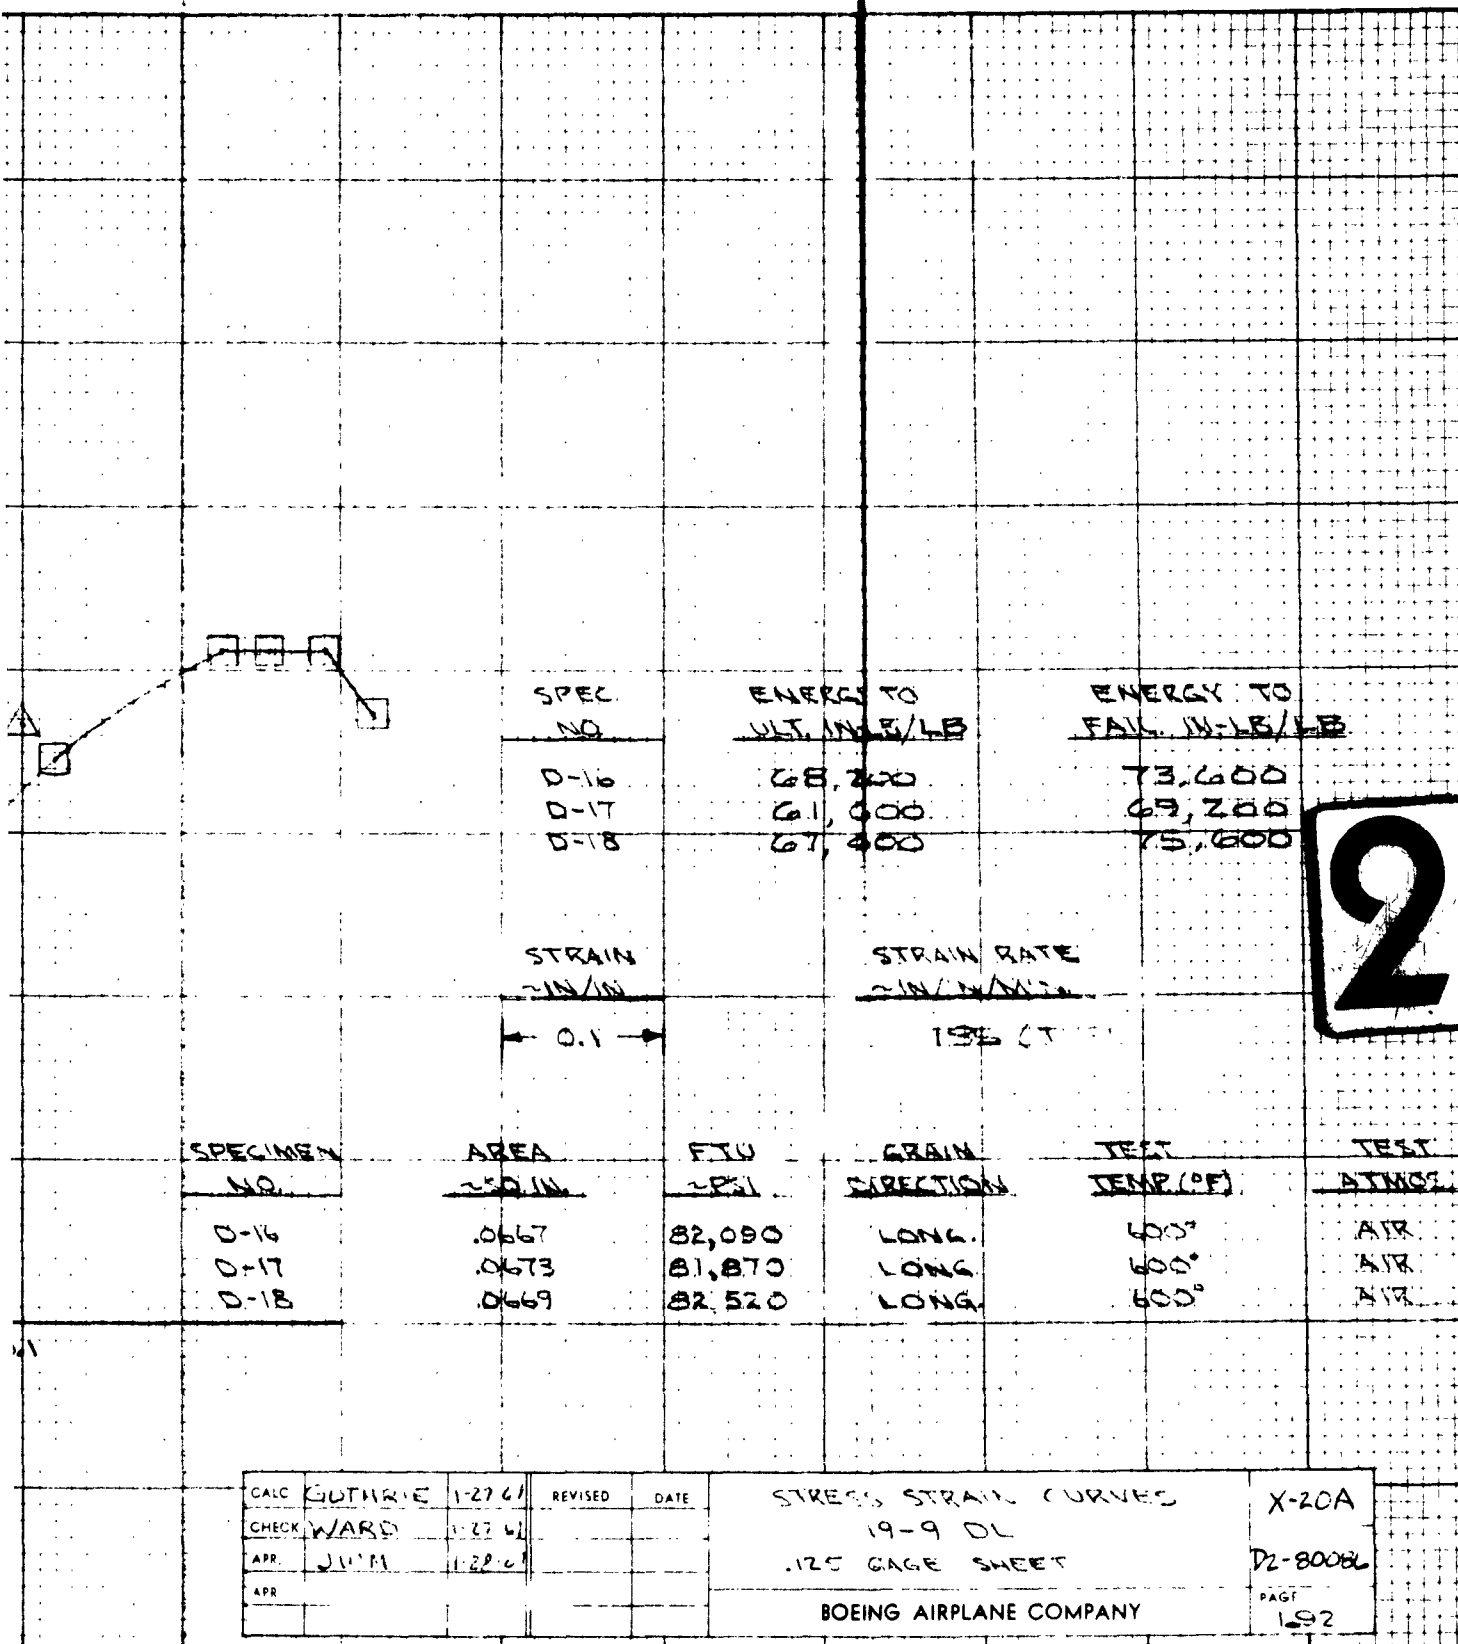 SPEC. ENERGY TO ENERGY TO
NO. ULT. IN-LB/LB FAIL. IN-LB/LB
D-16 68,200 73,600
D-17 61,600 69,200
D-18 67,400 75,600
2
STRAIN STRAIN RATE
~IN/IN ~IN/IN/MIN
0.1
SPECIMEN AREA FTU GRAIN TEST TEST
NO. ~SQ.IN. ~PSI DIRECTION TEMP.(°F) ATMOS.
D-16 .0667 82,090 LONG. 600° AIR
D-17 .0673 81,870 LONG. 600° AIR
D-18 .0669 82,520 LONG. 600° AIR
CALC GUTHRIE 1-27-61 REVISED DATE STRESS STRAIN CURVES X-20A
CHECK WARD 1-27-61 19-9 DL
APR. 1-28-61 .125 GAGE SHEET D2-80086
APR BOEING AIRPLANE COMPANY PAGE
1.92